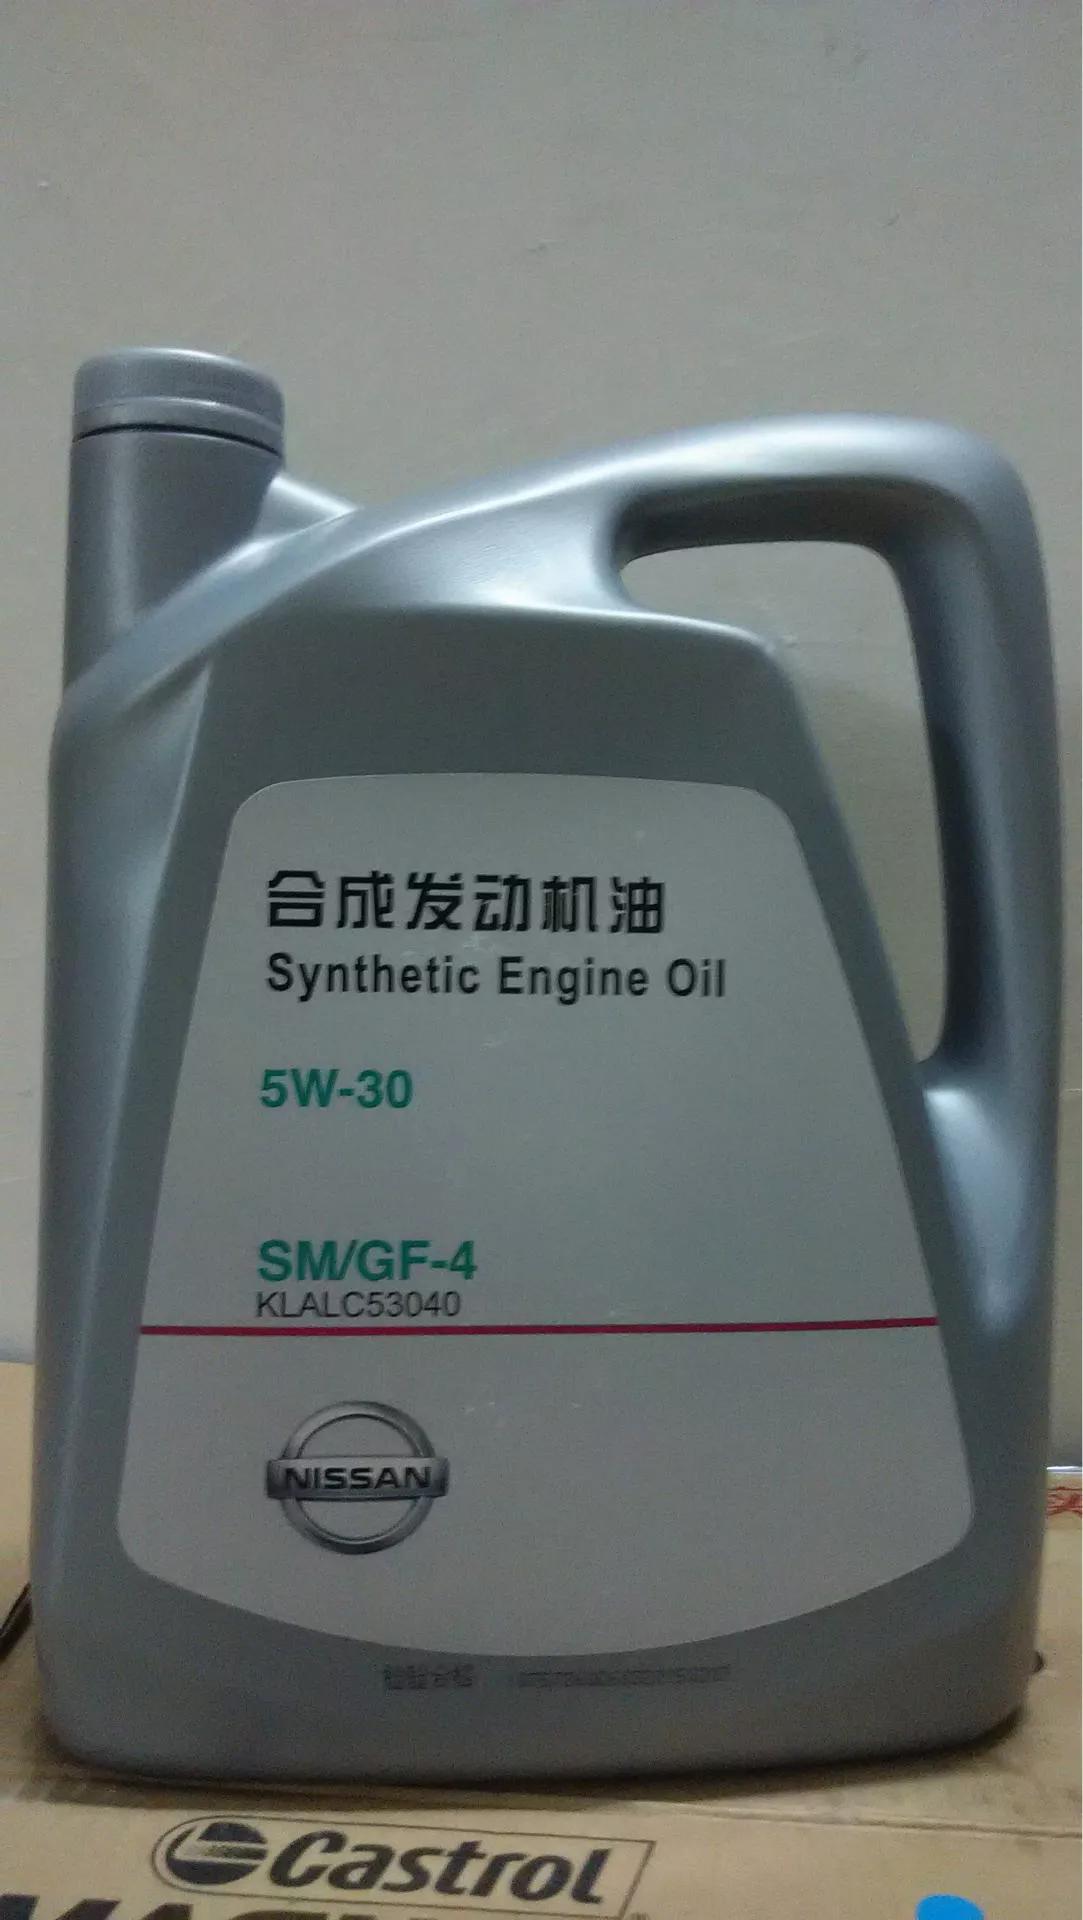 合成发动机油
Synthetic Engine Oil
5W-30
SM/GF-4
KLALC53040
NISSAN
Castrol